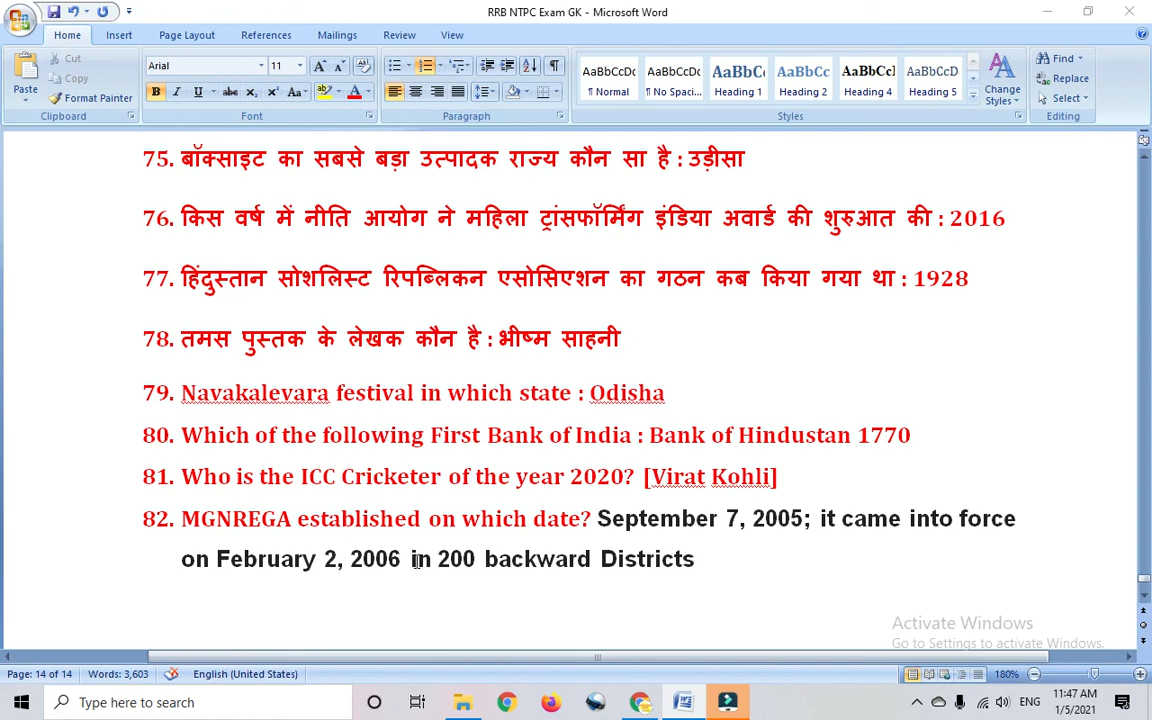 RRB NTPC Exam GK - Microsoft Word
Home Insert Page Layout References Mailings Review View
Paste
Cut
Copy
Format Painter
Clipboard
Arial 11
Font
Paragraph
AaBbCcDc AaBbCcDc AaBbC AaBbCc AaBbCcI AaBbCcD
¶ Normal ¶ No Spaci... Heading 1 Heading 2 Heading 4 Heading 5
Change Styles
Styles
Find
Replace
Select
Editing
75. बॉक्साइट का सबसे बड़ा उत्पादक राज्य कौन सा है : उड़ीसा
76. किस वर्ष में नीति आयोग ने महिला ट्रांसफॉर्मिंग इंडिया अवार्ड की शुरुआत की : 2016
77. हिंदुस्तान सोशलिस्ट रिपब्लिकन एसोसिएशन का गठन कब किया गया था : 1928
78. तमस पुस्तक के लेखक कौन है : भीष्म साहनी
79. Navakalevara festival in which state : Odisha
80. Which of the following First Bank of India : Bank of Hindustan 1770
81. Who is the ICC Cricketer of the year 2020? [Virat Kohli]
82. MGNREGA established on which date? September 7, 2005; it came into force
on February 2, 2006 in 200 backward Districts
Activate Windows
Go to Settings to activate Windows.
Page: 14 of 14 Words: 3,603 English (United States) 180%
Type here to search
ENG
11:47 AM
1/5/2021